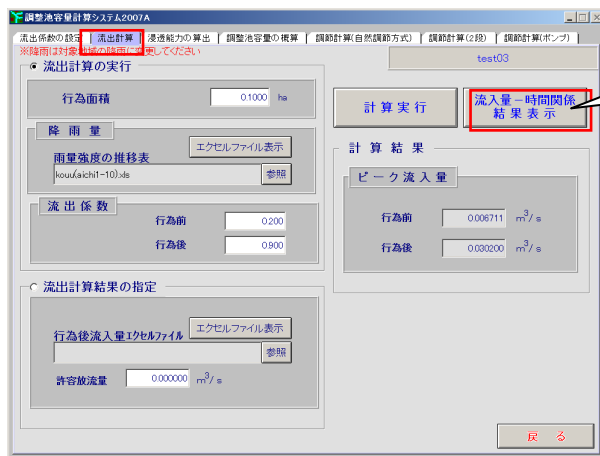 調整池容量計算システム2007A
流出係数の設定 流出計算 浸透能力の算出 調整池容量の概算 調節計算(自然調節方式) 調節計算(2段) 調節計算(ポンプ)
※降雨は対象地域の降雨に変更してください
test03
流出計算の実行
行為面積 0.1000 ha
計算実行
流入量－時間関係
結果表示
降雨量
エクセルファイル表示
雨量強度の推移表
kouu(aichi1-10).xls 参照
計算結果
ピーク流入量
流出係数
行為前 0.200
行為後 0.900
行為前 0.006711 m3/s
行為後 0.030200 m3/s
流出計算結果の指定
エクセルファイル表示
行為後流入量エクセルファイル
参照
許容放流量 0.000000 m3/s
戻る